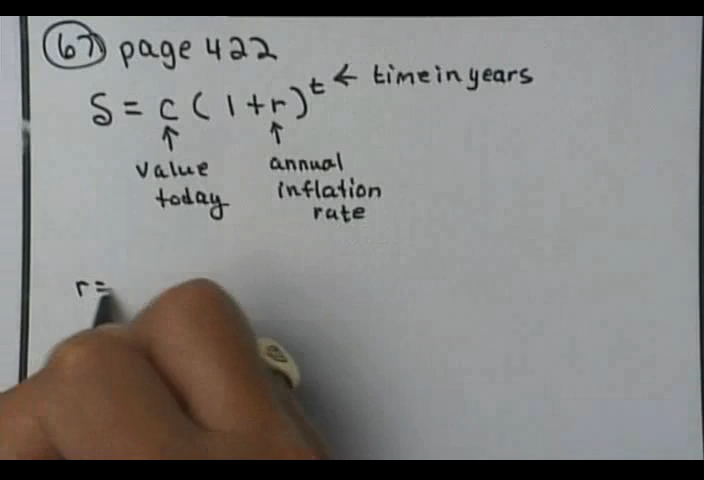 67 page 422
S = c ( 1 + r )^t ← time in years
↑ ↑
value annual
today inflation
rate
r =